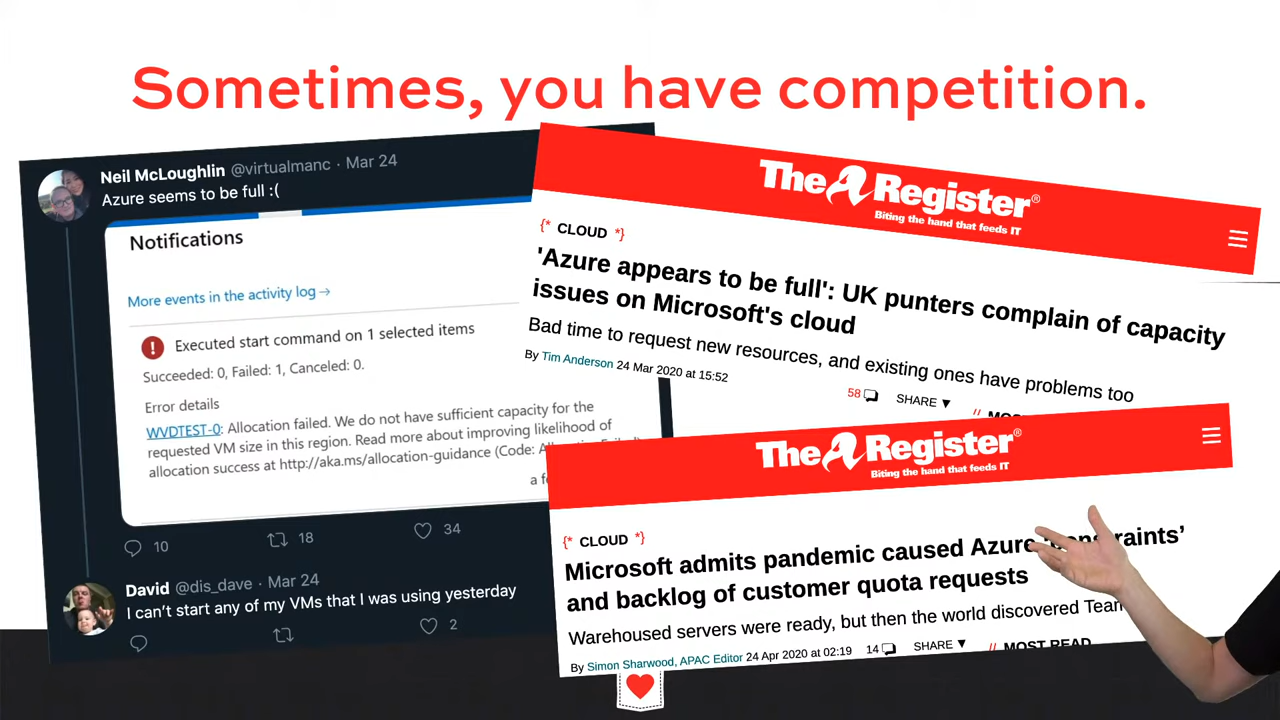 Sometimes, you have competition.
Neil McLoughlin @virtualmanc · Mar 24
Azure seems to be full :(
Notifications
More events in the activity log →
Executed start command on 1 selected items
Succeeded: 0, Failed: 1, Canceled: 0.
Error details
WVDTEST-0: Allocation failed. We do not have sufficient capacity for the
requested VM size in this region. Read more about improving likelihood of
allocation success at http://aka.ms/allocation-guidance (Code:
a
10 18 34
David @dis_dave · Mar 24
I can't start any of my VMs that I was using yesterday
2
The Register®
Biting the hand that feeds IT
{* CLOUD *}
'Azure appears to be full': UK punters complain of capacity
issues on Microsoft's cloud
Bad time to request new resources, and existing ones have problems too
By Tim Anderson 24 Mar 2020 at 15:52
58 SHARE ▼ //
The Register®
Biting the hand that feeds IT
{* CLOUD *}
Microsoft admits pandemic caused Azure
and backlog of customer quota requests
Warehoused servers were ready, but then the world discovered
By Simon Sharwood, APAC Editor 24 Apr 2020 at 02:19 14 SHARE ▼ // MOST READ